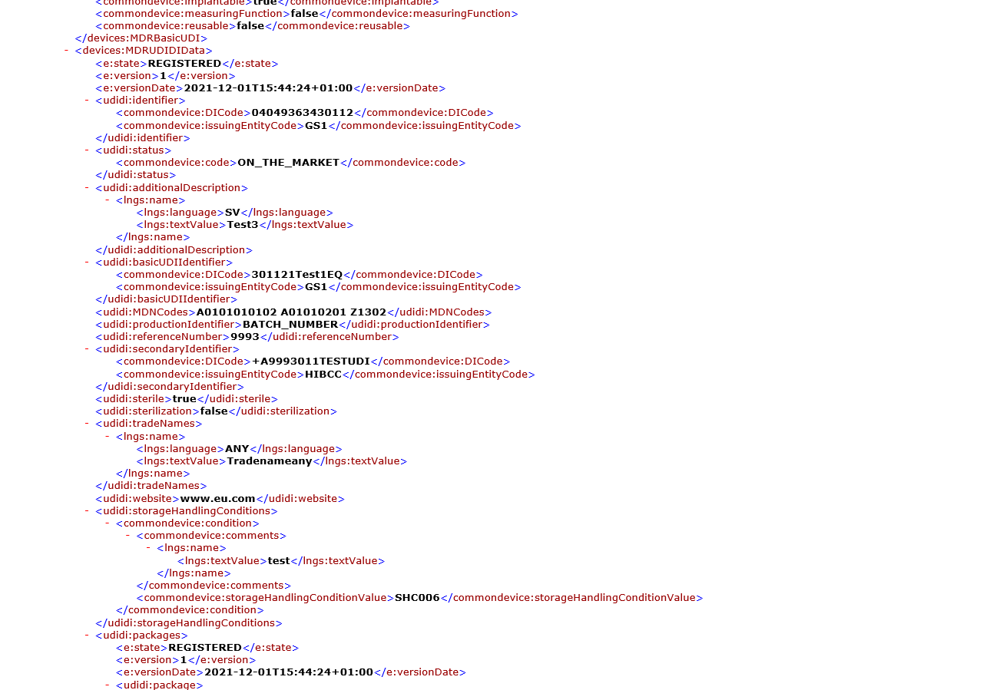 <commondevice:implantable>true</commondevice:implantable>
<commondevice:measuringFunction>false</commondevice:measuringFunction>
<commondevice:reusable>false</commondevice:reusable>
</devices:MDRBasicUDI>
- <devices:MDRUDIDIData>
<e:state>REGISTERED</e:state>
<e:version>1</e:version>
<e:versionDate>2021-12-01T15:44:24+01:00</e:versionDate>
- <udidi:identifier>
<commondevice:DICode>04049363430112</commondevice:DICode>
<commondevice:issuingEntityCode>GS1</commondevice:issuingEntityCode>
</udidi:identifier>
- <udidi:status>
<commondevice:code>ON_THE_MARKET</commondevice:code>
</udidi:status>
- <udidi:additionalDescription>
- <lngs:name>
<lngs:language>SV</lngs:language>
<lngs:textValue>Test3</lngs:textValue>
</lngs:name>
</udidi:additionalDescription>
- <udidi:basicUDIIdentifier>
<commondevice:DICode>301121Test1EQ</commondevice:DICode>
<commondevice:issuingEntityCode>GS1</commondevice:issuingEntityCode>
</udidi:basicUDIIdentifier>
<udidi:MDNCodes>A0101010102 A01010201 Z1302</udidi:MDNCodes>
<udidi:productionIdentifier>BATCH_NUMBER</udidi:productionIdentifier>
<udidi:referenceNumber>9993</udidi:referenceNumber>
- <udidi:secondaryIdentifier>
<commondevice:DICode>+A9993011TESTUDI</commondevice:DICode>
<commondevice:issuingEntityCode>HIBCC</commondevice:issuingEntityCode>
</udidi:secondaryIdentifier>
<udidi:sterile>true</udidi:sterile>
<udidi:sterilization>false</udidi:sterilization>
- <udidi:tradeNames>
- <lngs:name>
<lngs:language>ANY</lngs:language>
<lngs:textValue>Tradenameany</lngs:textValue>
</lngs:name>
</udidi:tradeNames>
<udidi:website>www.eu.com</udidi:website>
- <udidi:storageHandlingConditions>
- <commondevice:condition>
- <commondevice:comments>
- <lngs:name>
<lngs:textValue>test</lngs:textValue>
</lngs:name>
</commondevice:comments>
<commondevice:storageHandlingConditionValue>SHC006</commondevice:storageHandlingConditionValue>
</commondevice:condition>
</udidi:storageHandlingConditions>
- <udidi:packages>
<e:state>REGISTERED</e:state>
<e:version>1</e:version>
<e:versionDate>2021-12-01T15:44:24+01:00</e:versionDate>
- <udidi:package>